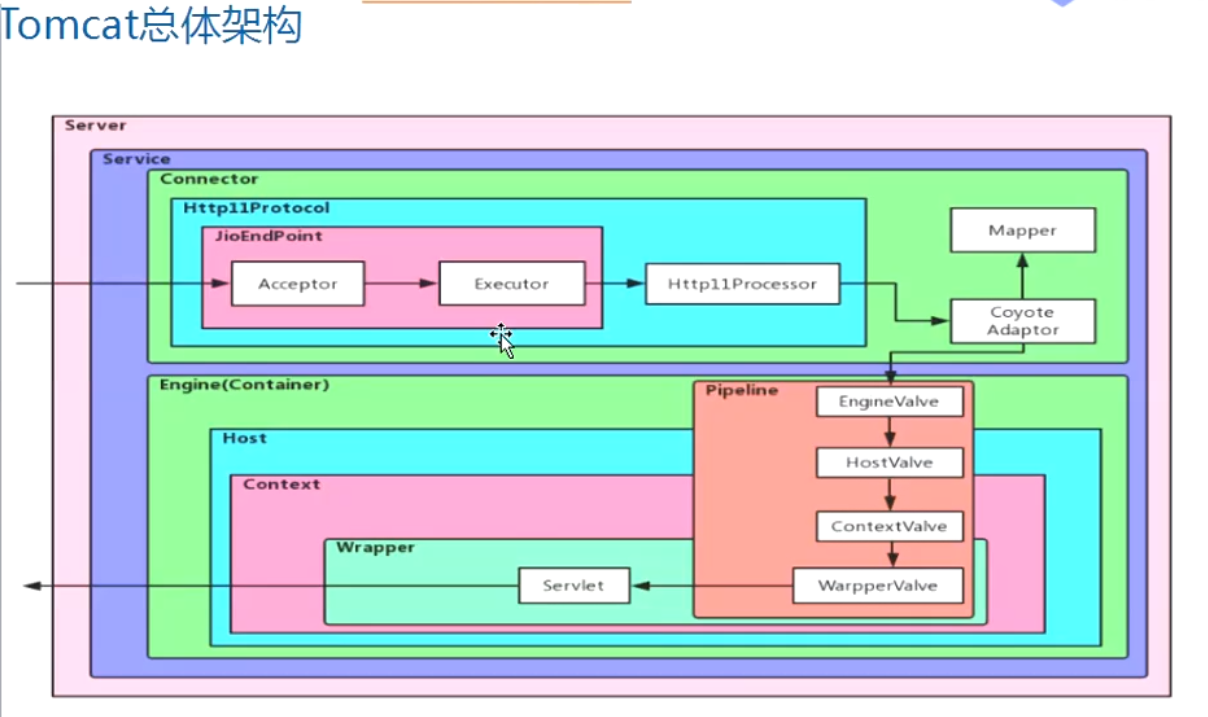 Tomcat总体架构
Server
Service
Connector
Http11Protocol
JioEndPoint
Acceptor
Executor
Http11Processor
Mapper
Coyote
Adaptor
Engine(Container)
Pipeline
EngineValve
Host
HostValve
Context
ContextValve
Wrapper
Servlet
WarpperValve